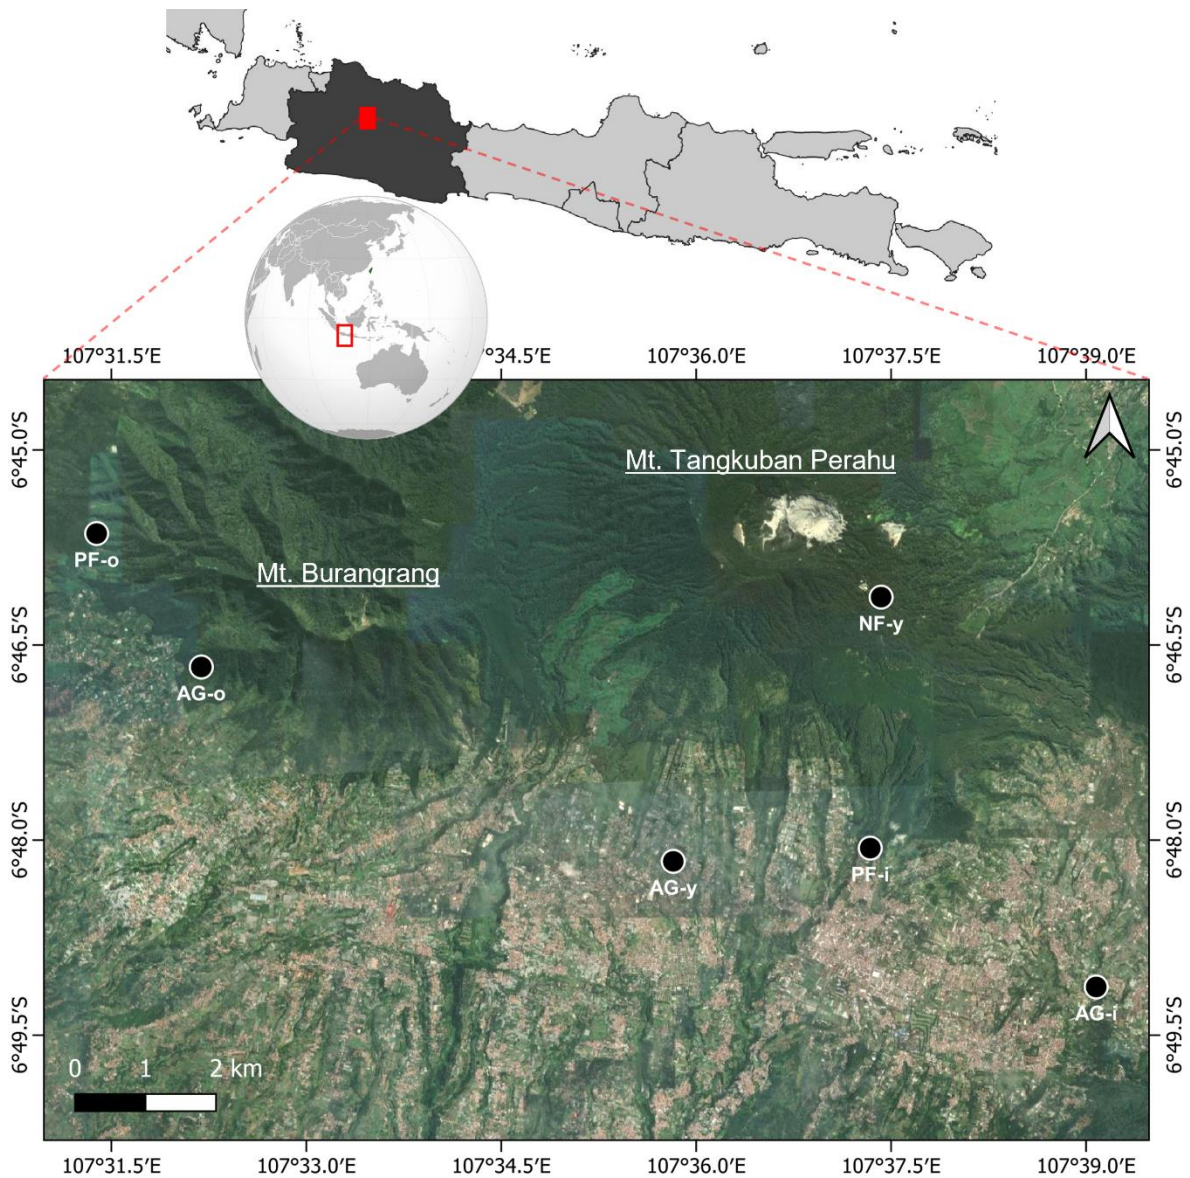 107°31.5′E
°34.5′E
107°36.0′E
107°37.5′E
107°39.0′E
6°45.0′S
6°45.0′S
Mt. Tangkuban Perahu
PF-o
Mt. Burangrang
NF-y
6°46.5′S
6°46.5′S
AG-o
6°48.0′S
6°48.0′S
AG-y
PF-i
AG-i
6°49.5′S
6°49.5′S
0 1 2 km
107°31.5′E
107°33.0′E
107°34.5′E
107°36.0′E
107°37.5′E
107°39.0′E